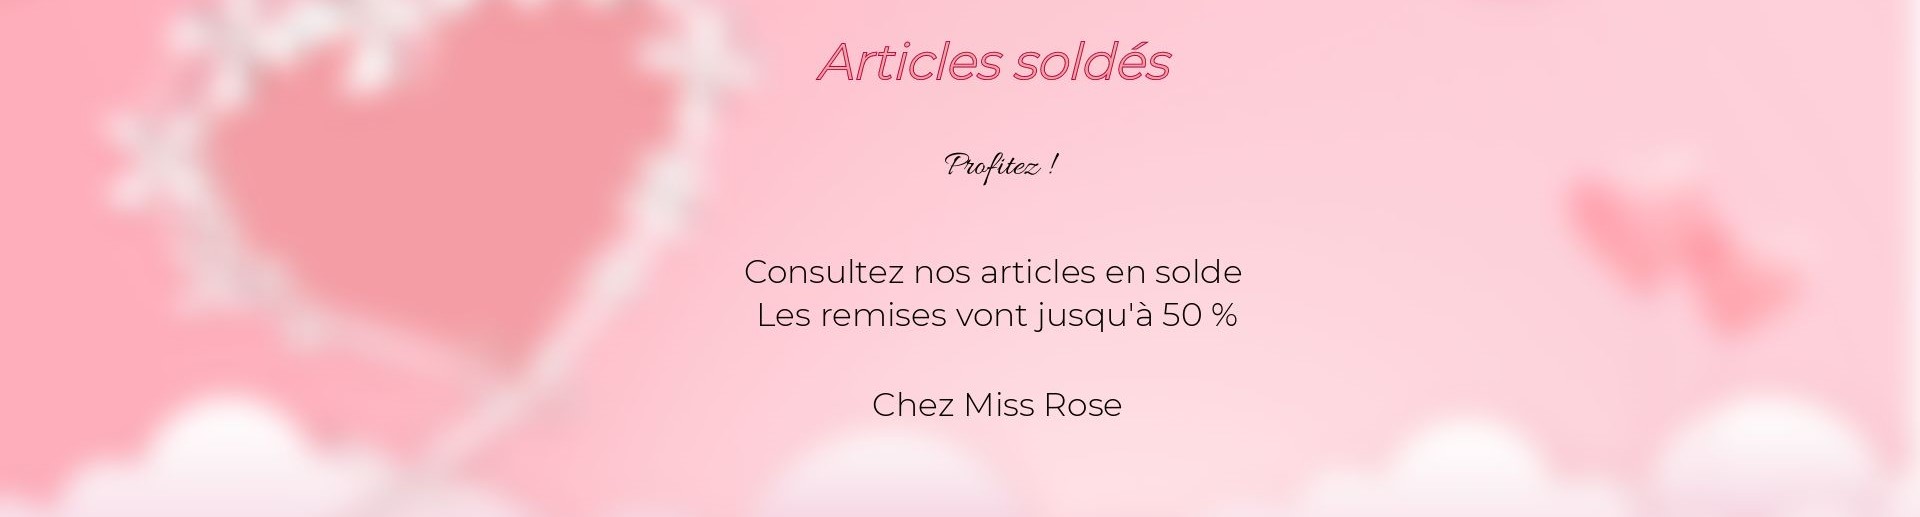 Articles soldés
Profitez !
Consultez nos articles en solde
Les remises vont jusqu'à 50 %
Chez Miss Rose